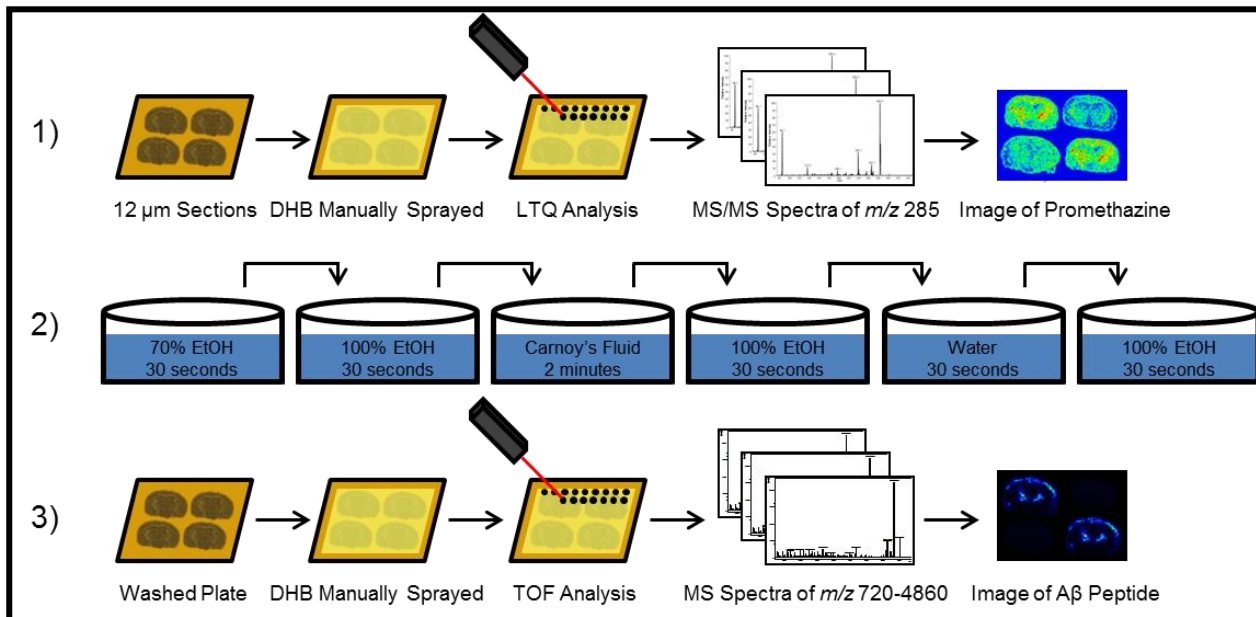 1)
12 µm Sections
DHB Manually Sprayed
LTQ Analysis
MS/MS Spectra of m/z 285
Image of Promethazine
2)
70% EtOH
30 seconds
100% EtOH
30 seconds
Carnoy's Fluid
2 minutes
100% EtOH
30 seconds
Water
30 seconds
100% EtOH
30 seconds
3)
Washed Plate
DHB Manually Sprayed
TOF Analysis
MS Spectra of m/z 720-4860
Image of Aβ Peptide